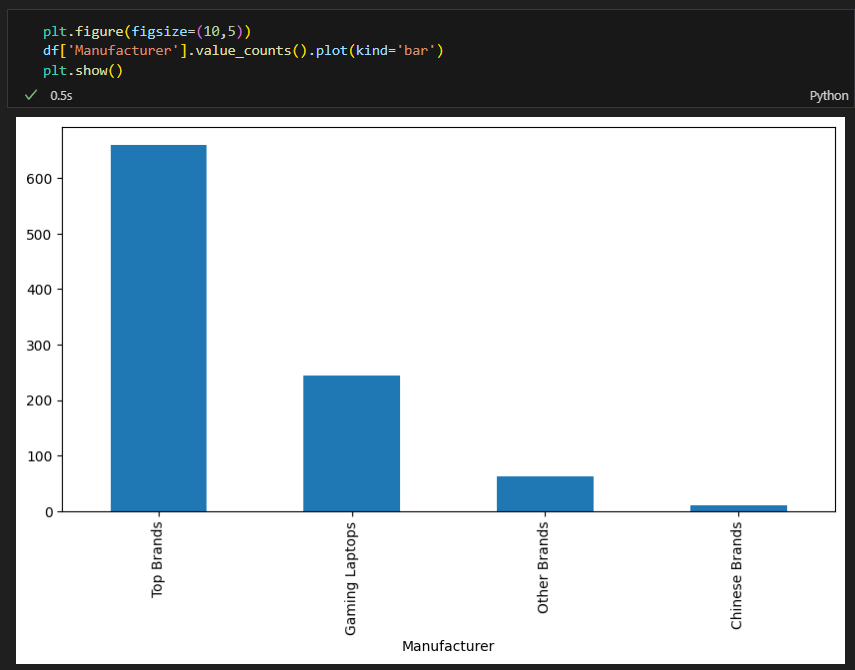 plt.figure(figsize=(10,5))
df['Manufacturer'].value_counts().plot(kind='bar')
plt.show()
0.5s
Python
600
500
400
300
200
100
0
Top Brands
Gaming Laptops
Other Brands
Chinese Brands
Manufacturer